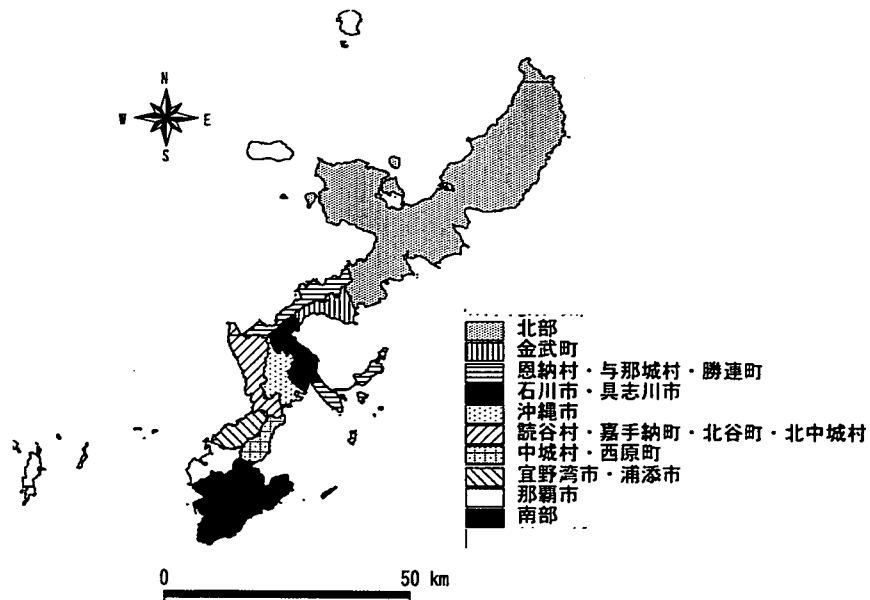 N
W E
S
北部
金武町
恩納村・与那城村・勝連町
石川市・具志川市
沖縄市
読谷村・嘉手納町・北谷町・北中城村
中城村・西原町
宜野湾市・浦添市
那覇市
南部
0 50 km